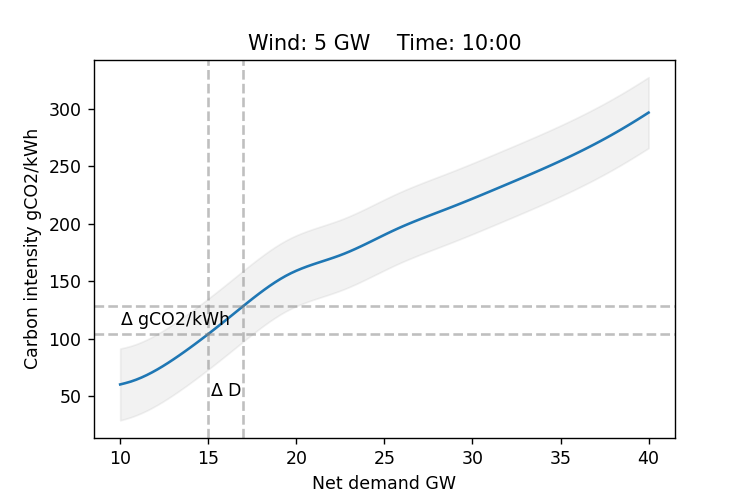 Wind: 5 GW    Time: 10:00
Carbon intensity gCO2/kWh
300
250
200
150
100
50
Δ gCO2/kWh
Δ D
10 15 20 25 30 35 40
Net demand GW